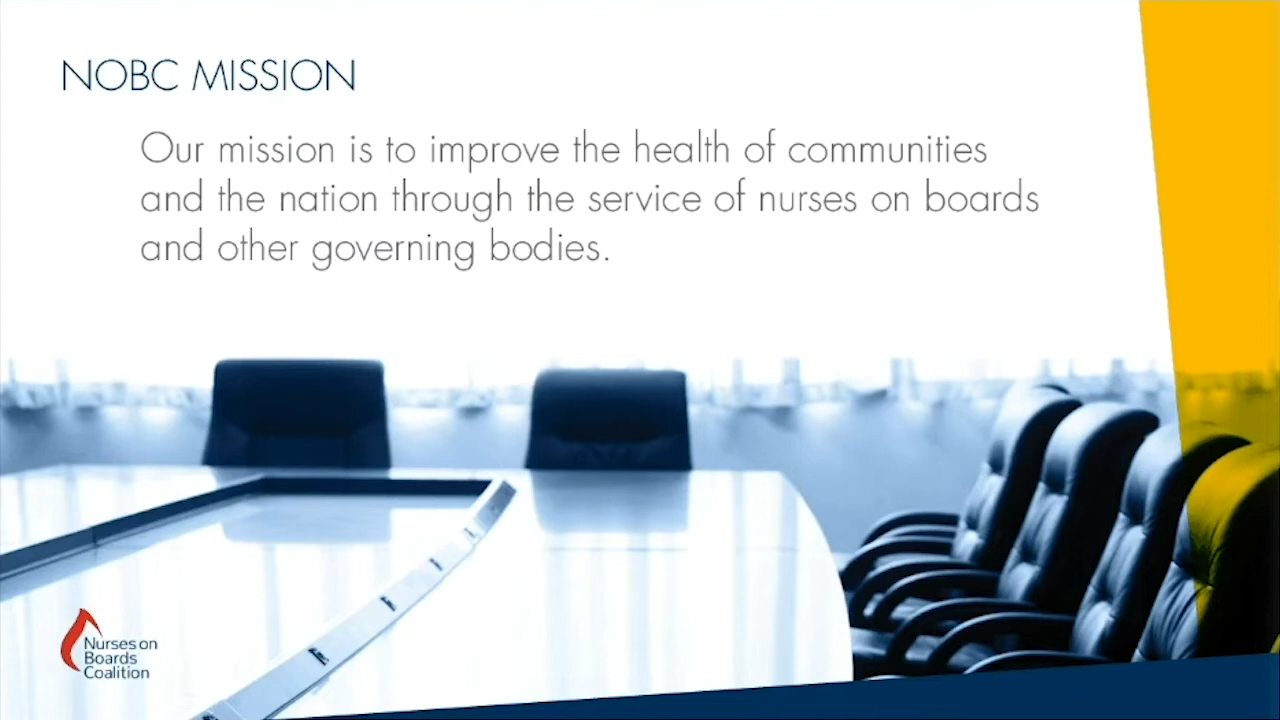 NOBC MISSION
Our mission is to improve the health of communities
and the nation through the service of nurses on boards
and other governing bodies.
Nurses on
Boards
Coalition